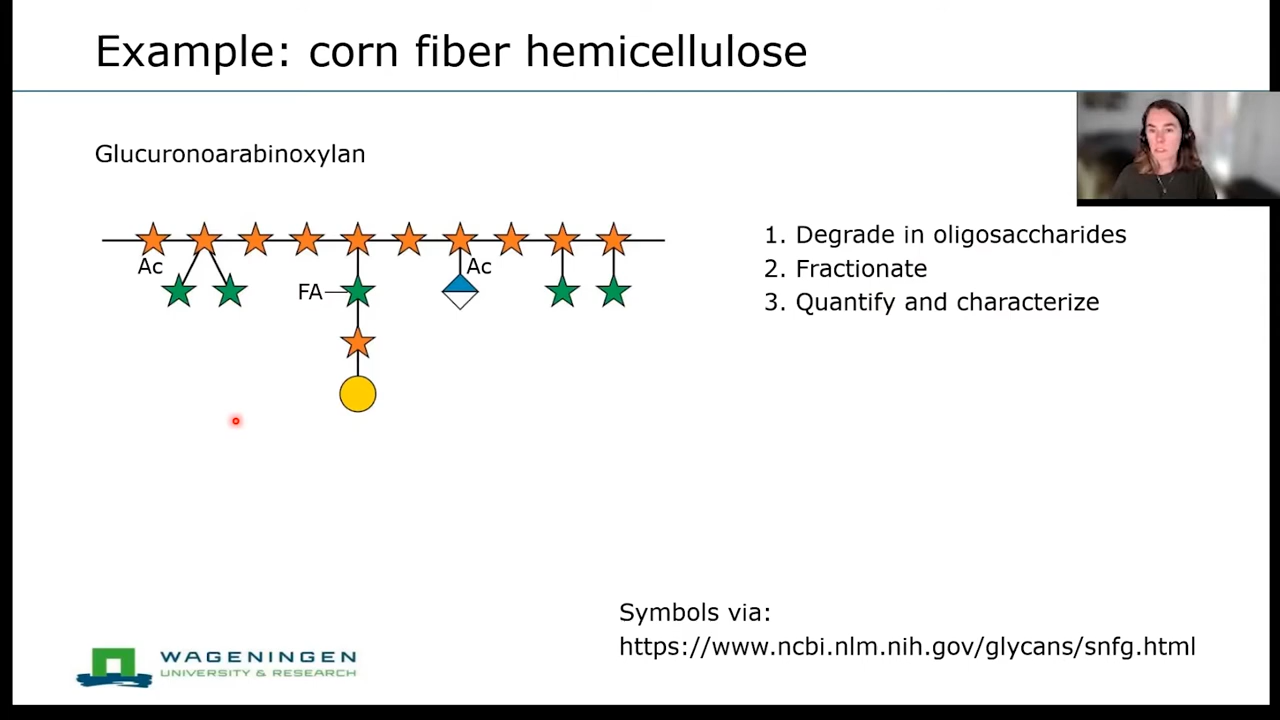 Example: corn fiber hemicellulose
Glucuronoarabinoxylan
Ac
FA
Ac
1. Degrade in oligosaccharides
2. Fractionate
3. Quantify and characterize
Symbols via:
https://www.ncbi.nlm.nih.gov/glycans/snfg.html
WAGENINGEN
UNIVERSITY & RESEARCH